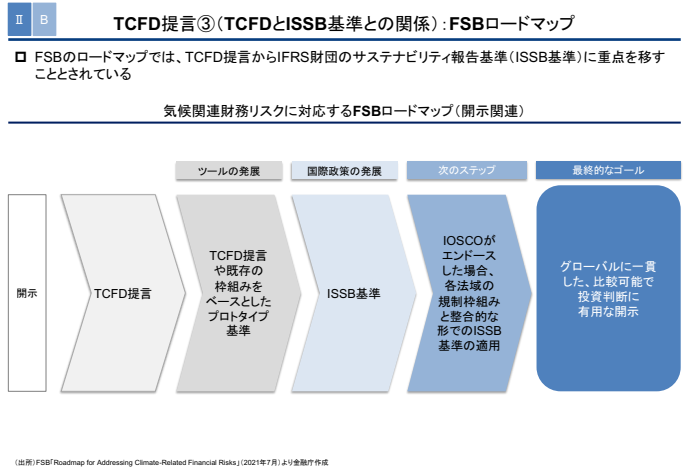 Ⅱ B
TCFD提言③(TCFDとISSB基準との関係):FSBロードマップ
FSBのロードマップでは、TCFD提言からIFRS財団のサステナビリティ報告基準(ISSB基準)に重点を移す
こととされている
気候関連財務リスクに対応するFSBロードマップ(開示関連)
ツールの発展
国際政策の発展
次のステップ
最終的なゴール
開示
TCFD提言
TCFD提言
や既存の
枠組みを
ベースとした
プロトタイプ
基準
ISSB基準
IOSCOが
エンドース
した場合、
各法域の
規制枠組み
と整合的な
形でのISSB
基準の適用
グローバルに一貫
した、比較可能で
投資判断に
有用な開示
(出所)FSB「Roadmap for Addressing Climate-Related Financial Risks」(2021年7月)より金融庁作成